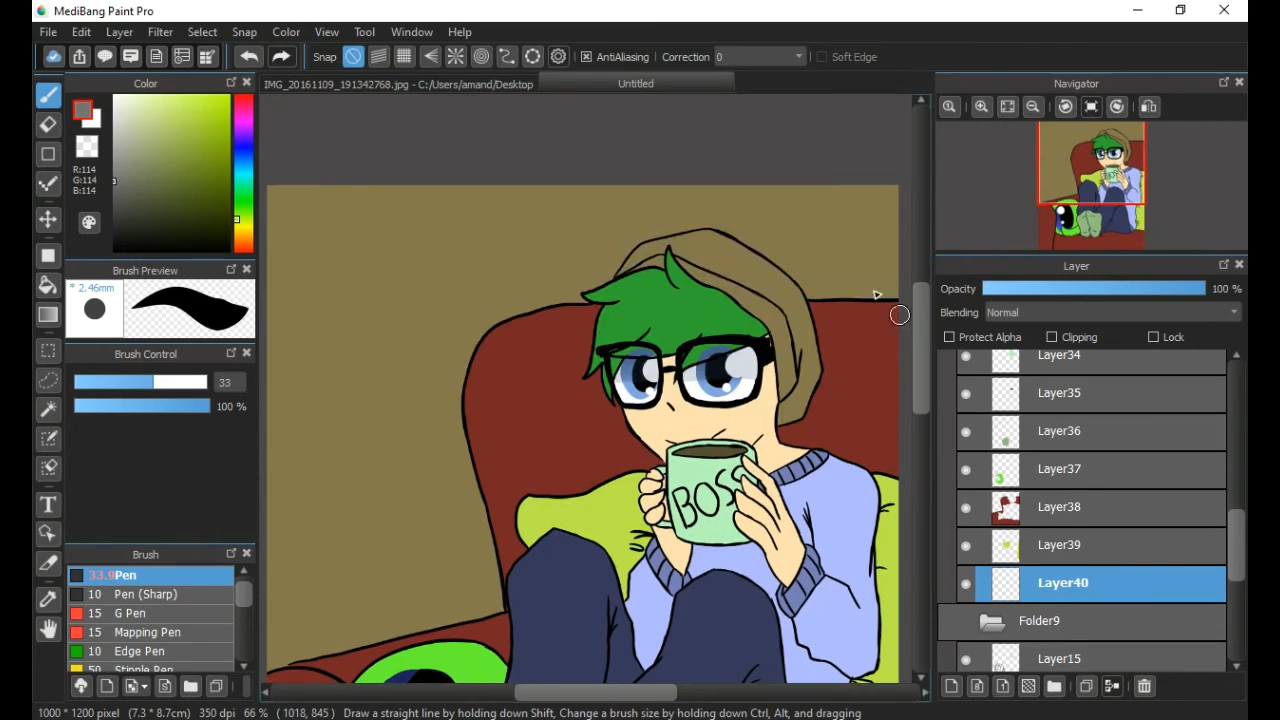 MediBang Paint Pro
File Edit Layer Filter Select Snap Color View Tool Window Help
Snap AntiAliasing Correction 0 Soft Edge
Color
IMG_20161109_191342768.jpg - C:/Users/amand/Desktop
Untitled
Navigator
R:114
G:114
B:114
Brush Preview
* 2.46mm
Layer
Opacity 100 %
Blending Normal
Protect Alpha Clipping Lock
Brush Control
33
100 %
Layer34
Layer35
Layer36
Layer37
Layer38
Layer39
Layer40
Folder9
Layer15
BOSS
Brush
33.9 Pen
10 Pen (Sharp)
15 G Pen
15 Mapping Pen
10 Edge Pen
50 Stipple Pen
1000 * 1200 pixel (7.3 * 8.7cm) 350 dpi 66 % ( 1018, 845 ) Draw a straight line by holding down Shift, Change a brush size by holding down Ctrl, Alt, and dragging